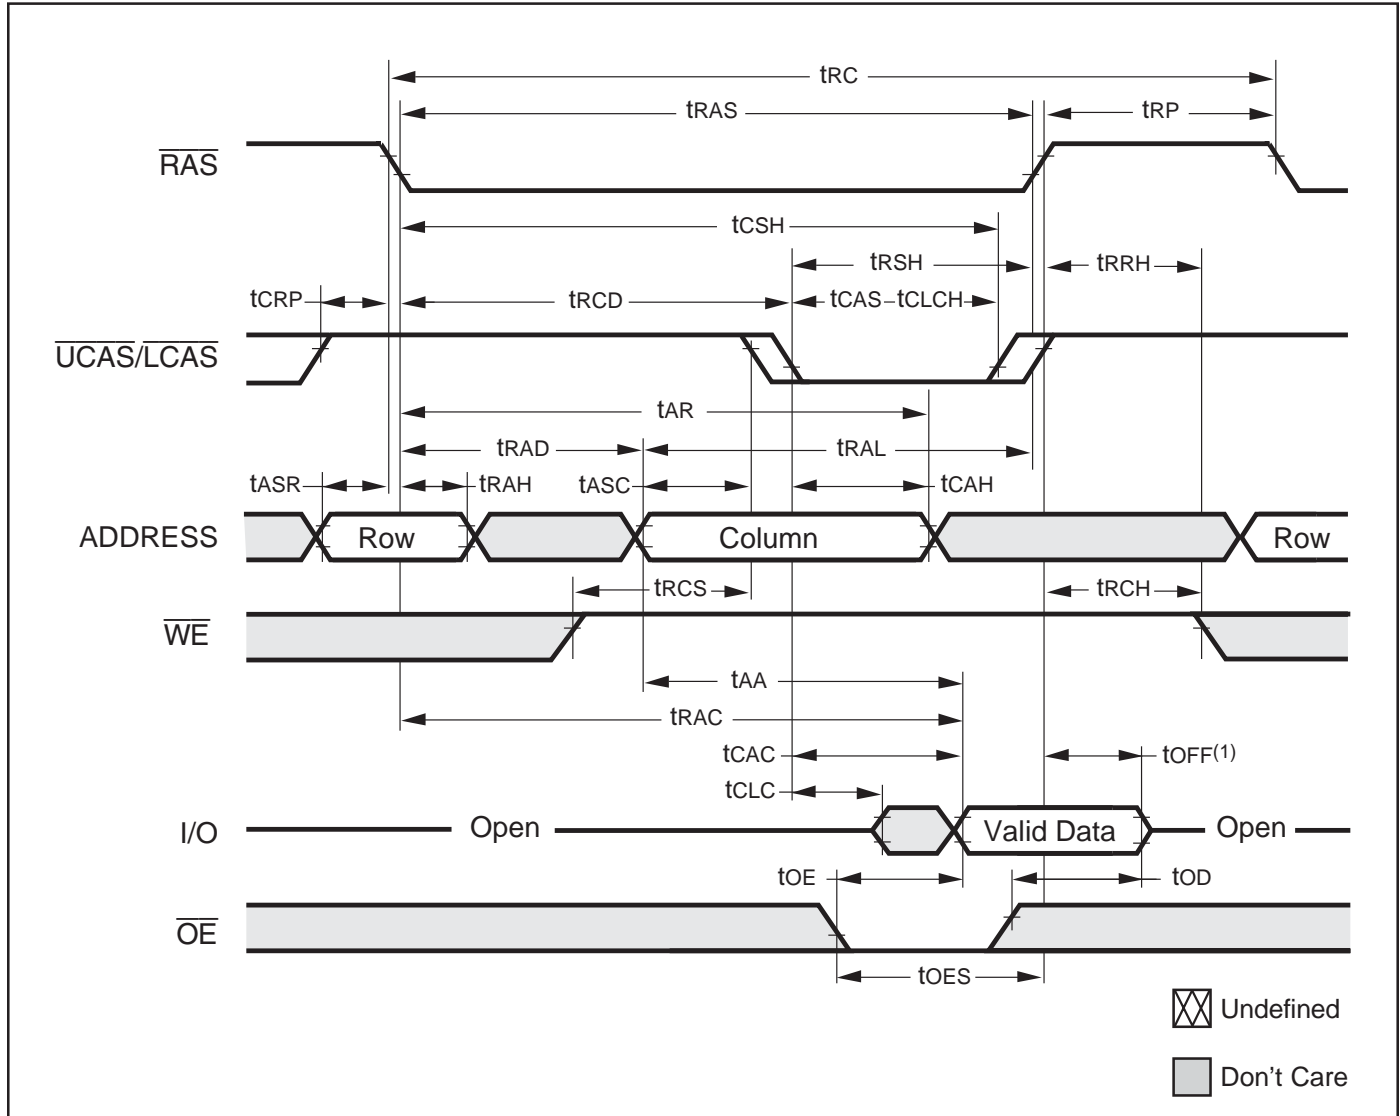 tRC
tRAS tRP
RAS
tCSH
tRSH tRRH
tCRP tRCD tCAS tCLCH
UCAS/LCAS
tAR
tRAD tRAL
tASR tRAH tASC tCAH
ADDRESS Row Column Row
tRCS tRCH
WE
tAA
tRAC
tCAC tOFF(1)
tCLC
I/O Open Valid Data Open
tOE tOD
OE
tOES
Undefined
Don't Care